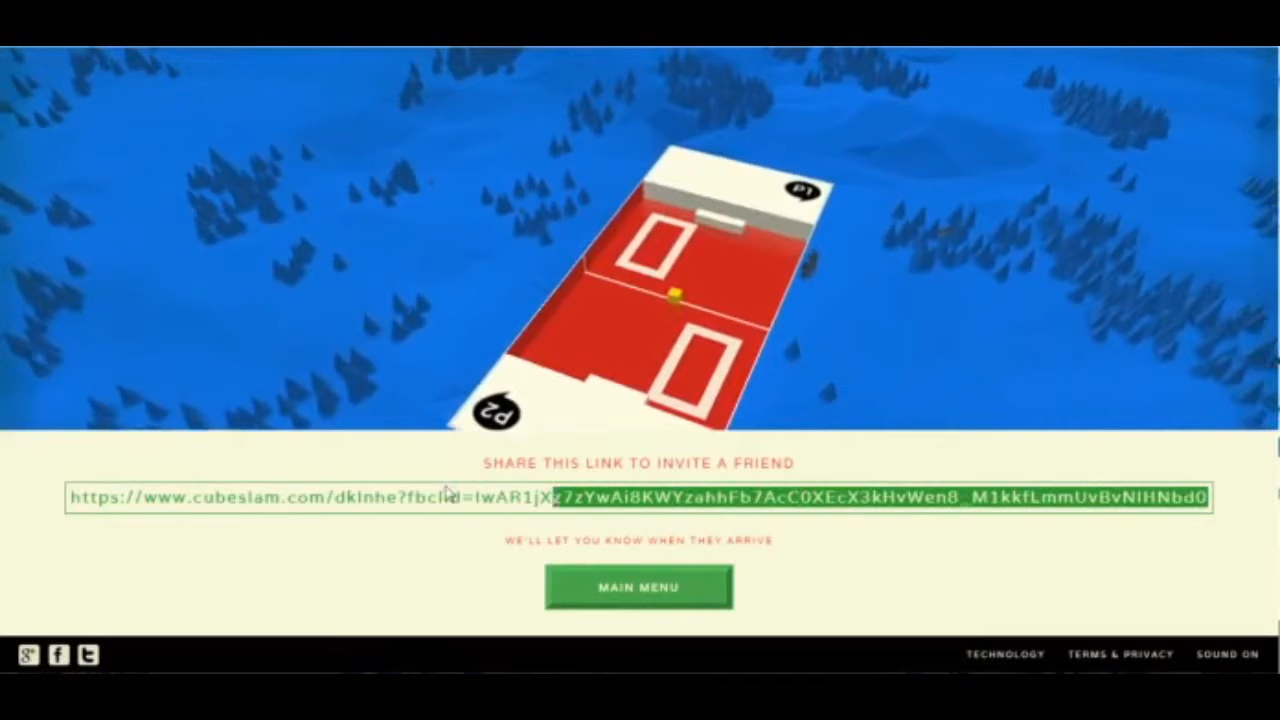 P1
P2
SHARE THIS LINK TO INVITE A FRIEND
https://www.cubeslam.com/dklnhe?fbclid=IwAR1jXz7zYwAi8KWYzahhFb7AcC0XEcX3kHvWen8_M1kkfLmmUvBvNIHNbd0
WE'LL LET YOU KNOW WHEN THEY ARRIVE
MAIN MENU
TECHNOLOGY TERMS & PRIVACY SOUND ON